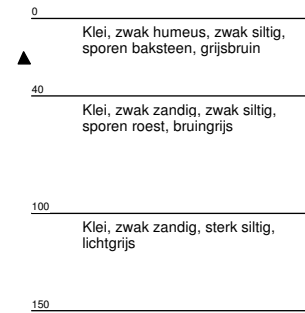 0
Klei, zwak humeus, zwak siltig,
sporen baksteen, grijsbruin
40
Klei, zwak zandig, zwak siltig,
sporen roest, bruingrijs
100
Klei, zwak zandig, sterk siltig,
lichtgrijs
150